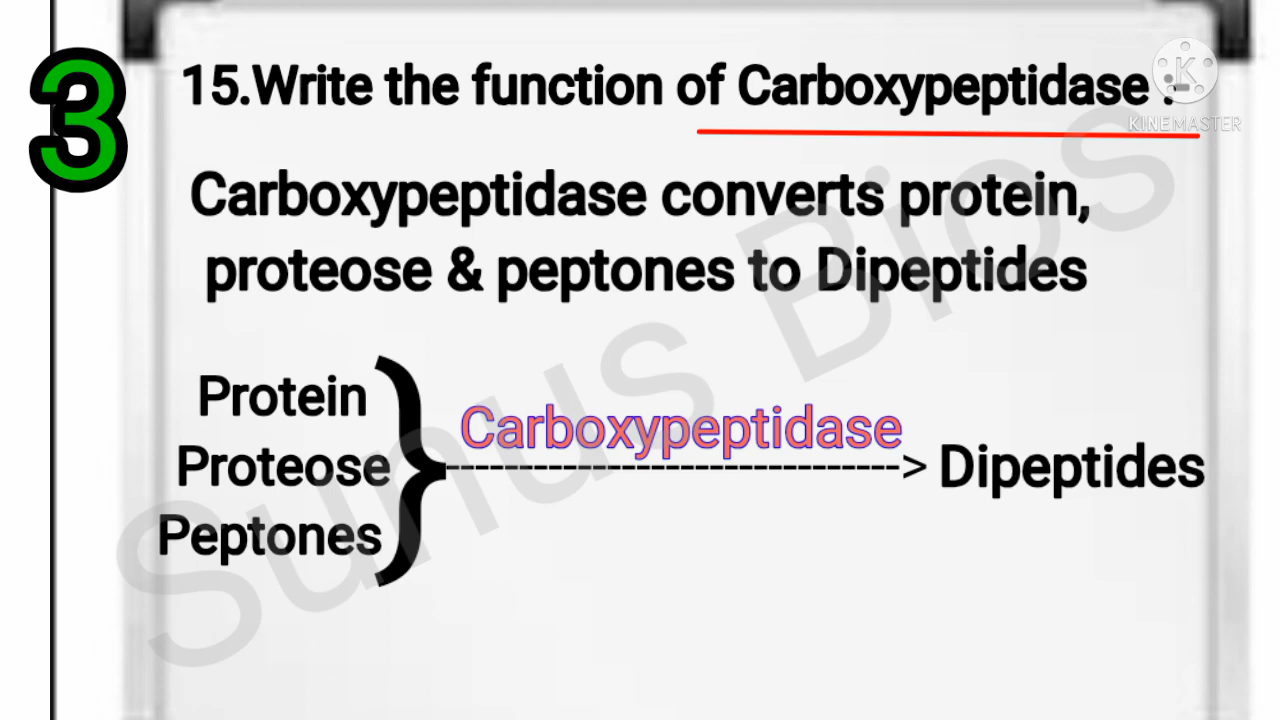 3
15.Write the function of Carboxypeptidase :
KINEMASTER
Carboxypeptidase converts protein,
proteose & peptones to Dipeptides
Protein
Proteose
Peptones
Carboxypeptidase
--------------------------------> Dipeptides
Sunus Bios